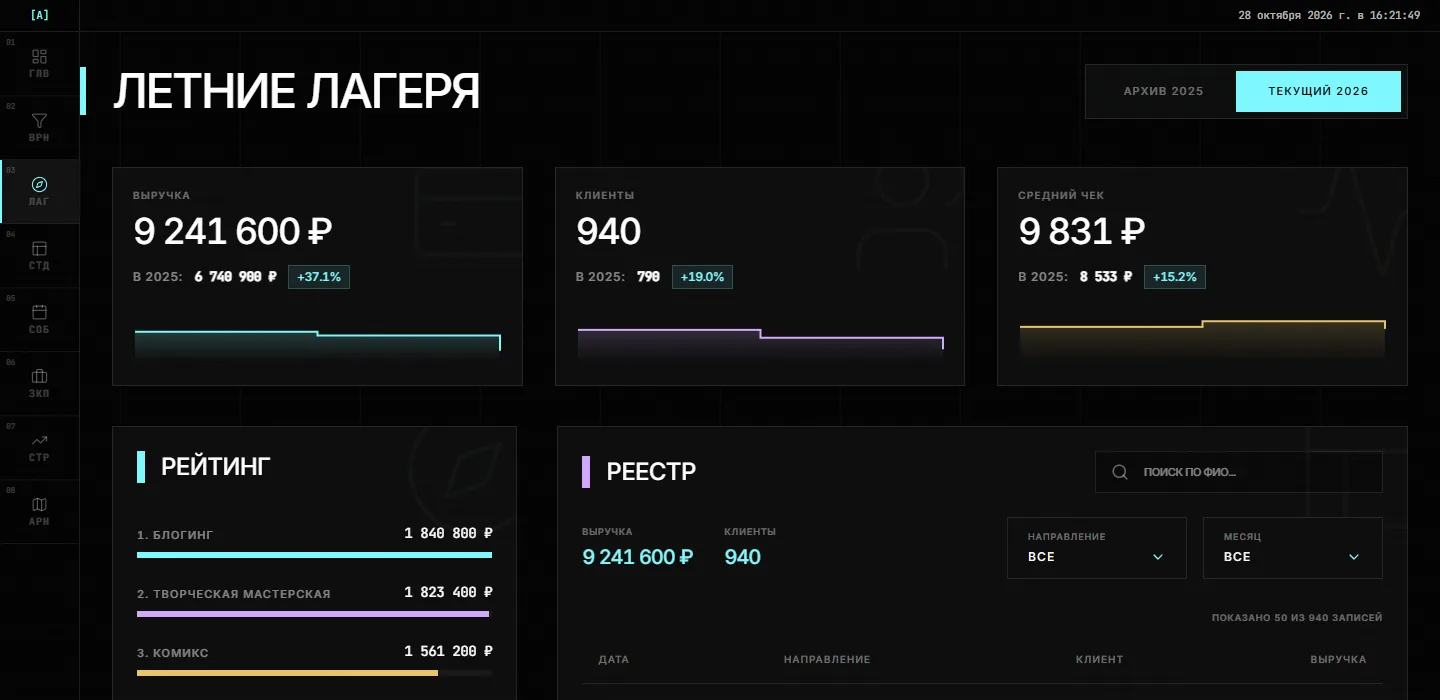 [A]
28 октября 2026 г. в 16:21:49
01
ГЛВ
02
ВРН
03
ЛАГ
04
СТД
05
СОБ
06
ЗКП
07
СТР
08
АРН
ЛЕТНИЕ ЛАГЕРЯ
АРХИВ 2025
ТЕКУЩИЙ 2026
ВЫРУЧКА
9 241 600 ₽
В 2025: 6 740 900 ₽ +37.1%
КЛИЕНТЫ
940
В 2025: 790 +19.0%
СРЕДНИЙ ЧЕК
9 831 ₽
В 2025: 8 533 ₽ +15.2%
РЕЙТИНГ
1. БЛОГИНГ 1 840 800 ₽
2. ТВОРЧЕСКАЯ МАСТЕРСКАЯ 1 823 400 ₽
3. КОМИКС 1 561 200 ₽
РЕЕСТР
ПОИСК ПО ФИО...
ВЫРУЧКА
9 241 600 ₽
КЛИЕНТЫ
940
НАПРАВЛЕНИЕ
ВСЕ
МЕСЯЦ
ВСЕ
ПОКАЗАНО 50 ИЗ 940 ЗАПИСЕЙ
ДАТА НАПРАВЛЕНИЕ КЛИЕНТ ВЫРУЧКА